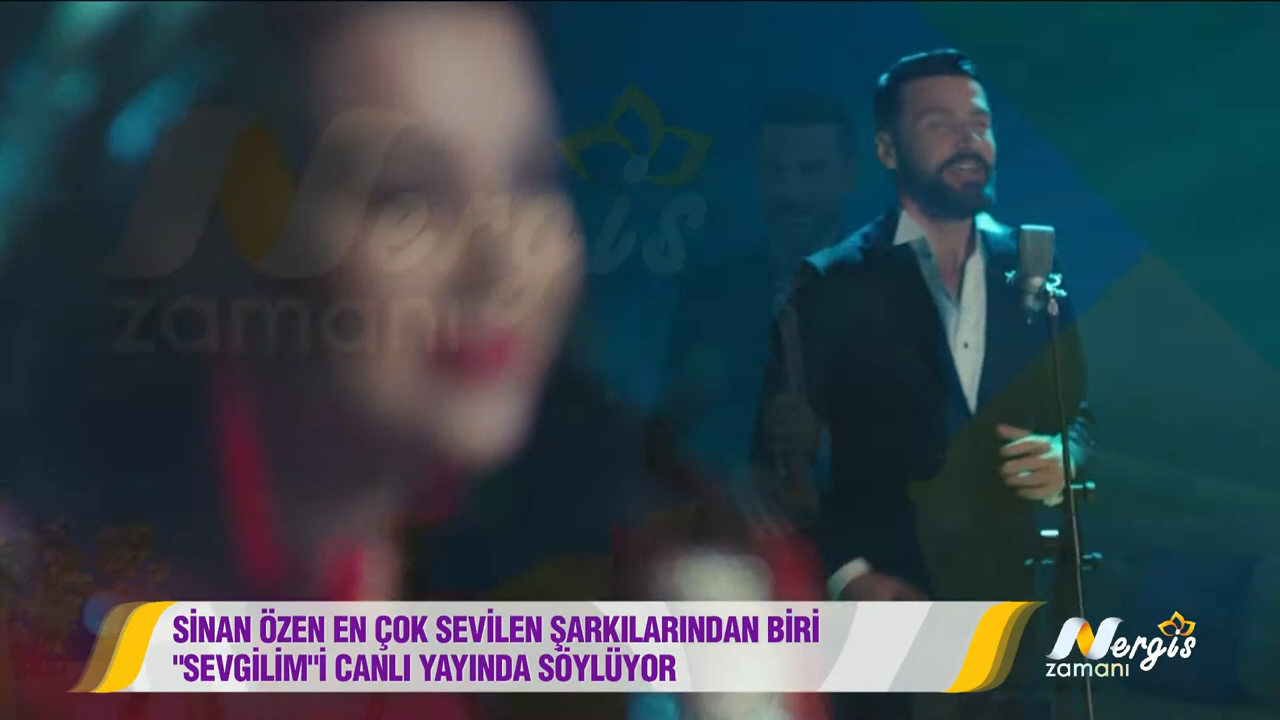 Nergis
zamanı
SİNAN ÖZEN EN ÇOK SEVİLEN ŞARKILARINDAN BİRİ
"SEVGİLİM"İ CANLI YAYINDA SÖYLÜYOR
Nergis
zamanı